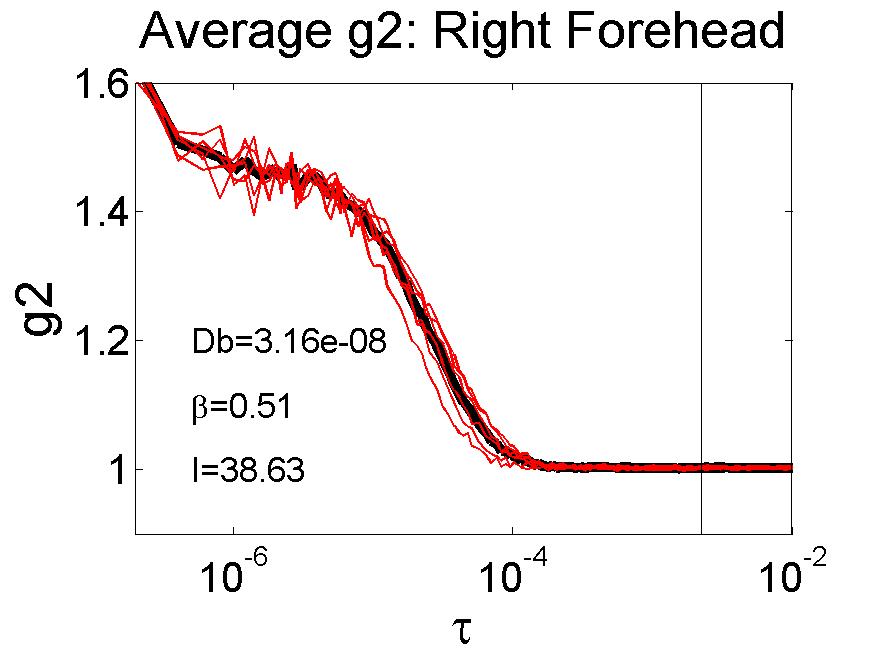 Average g2: Right Forehead
1.6
1.4
1.2
1
g2
Db=3.16e-08
β=0.51
I=38.63
10^-6 10^-4 10^-2
τ